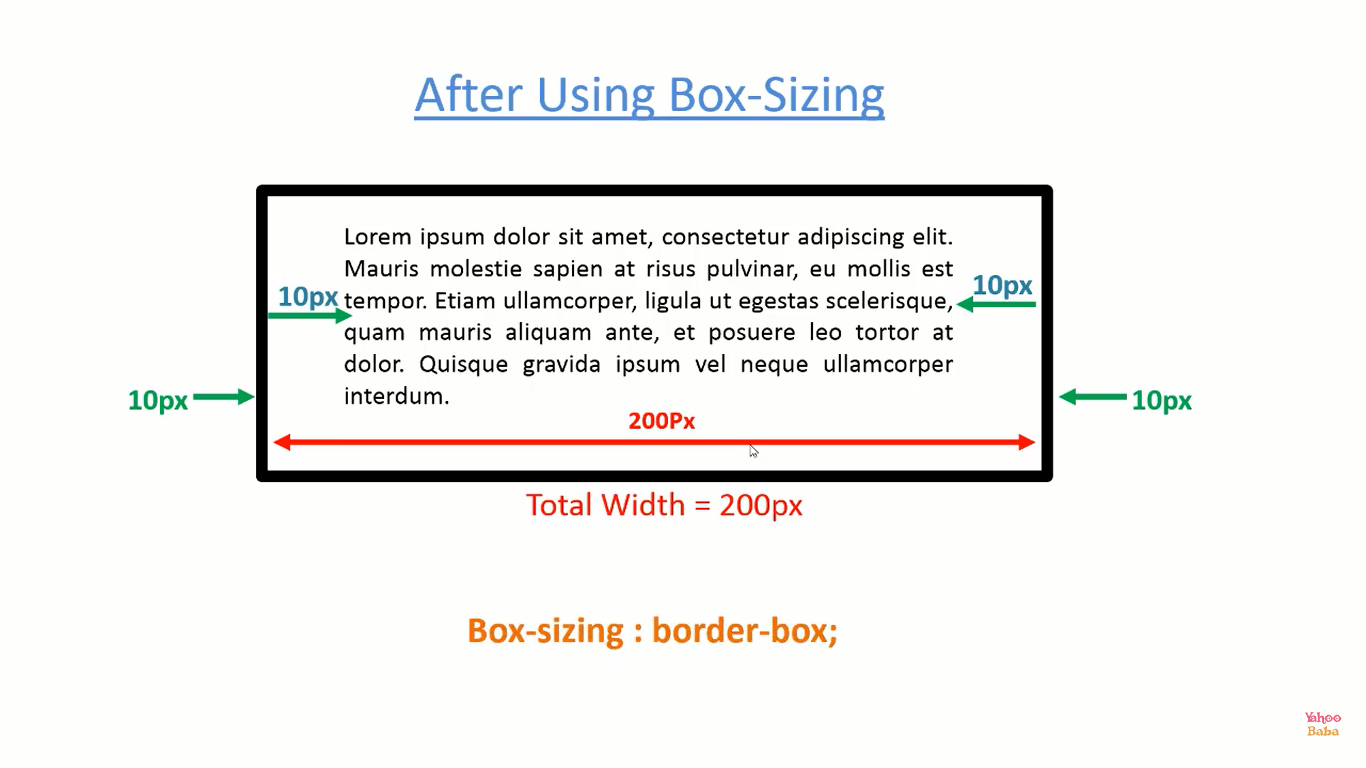 After Using Box-Sizing
Lorem ipsum dolor sit amet, consectetur adipiscing elit.
Mauris molestie sapien at risus pulvinar, eu mollis est
10px tempor. Etiam ullamcorper, ligula ut egestas scelerisque, 10px
quam mauris aliquam ante, et posuere leo tortor at
dolor. Quisque gravida ipsum vel neque ullamcorper
interdum.
10px
10px
200Px
Total Width = 200px
Box-sizing : border-box;
Yahoo
Baba